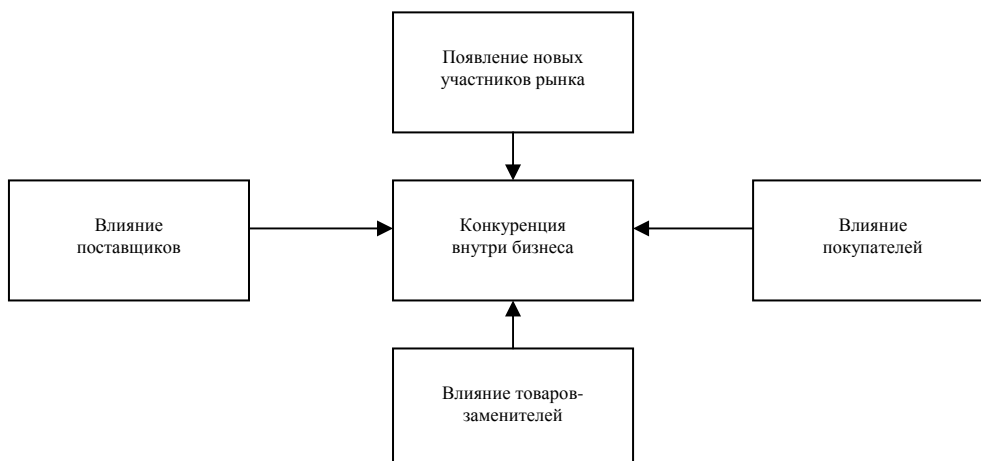 Появление новых
участников рынка
Влияние
поставщиков
Конкуренция
внутри бизнеса
Влияние
покупателей
Влияние товаров-
заменителей